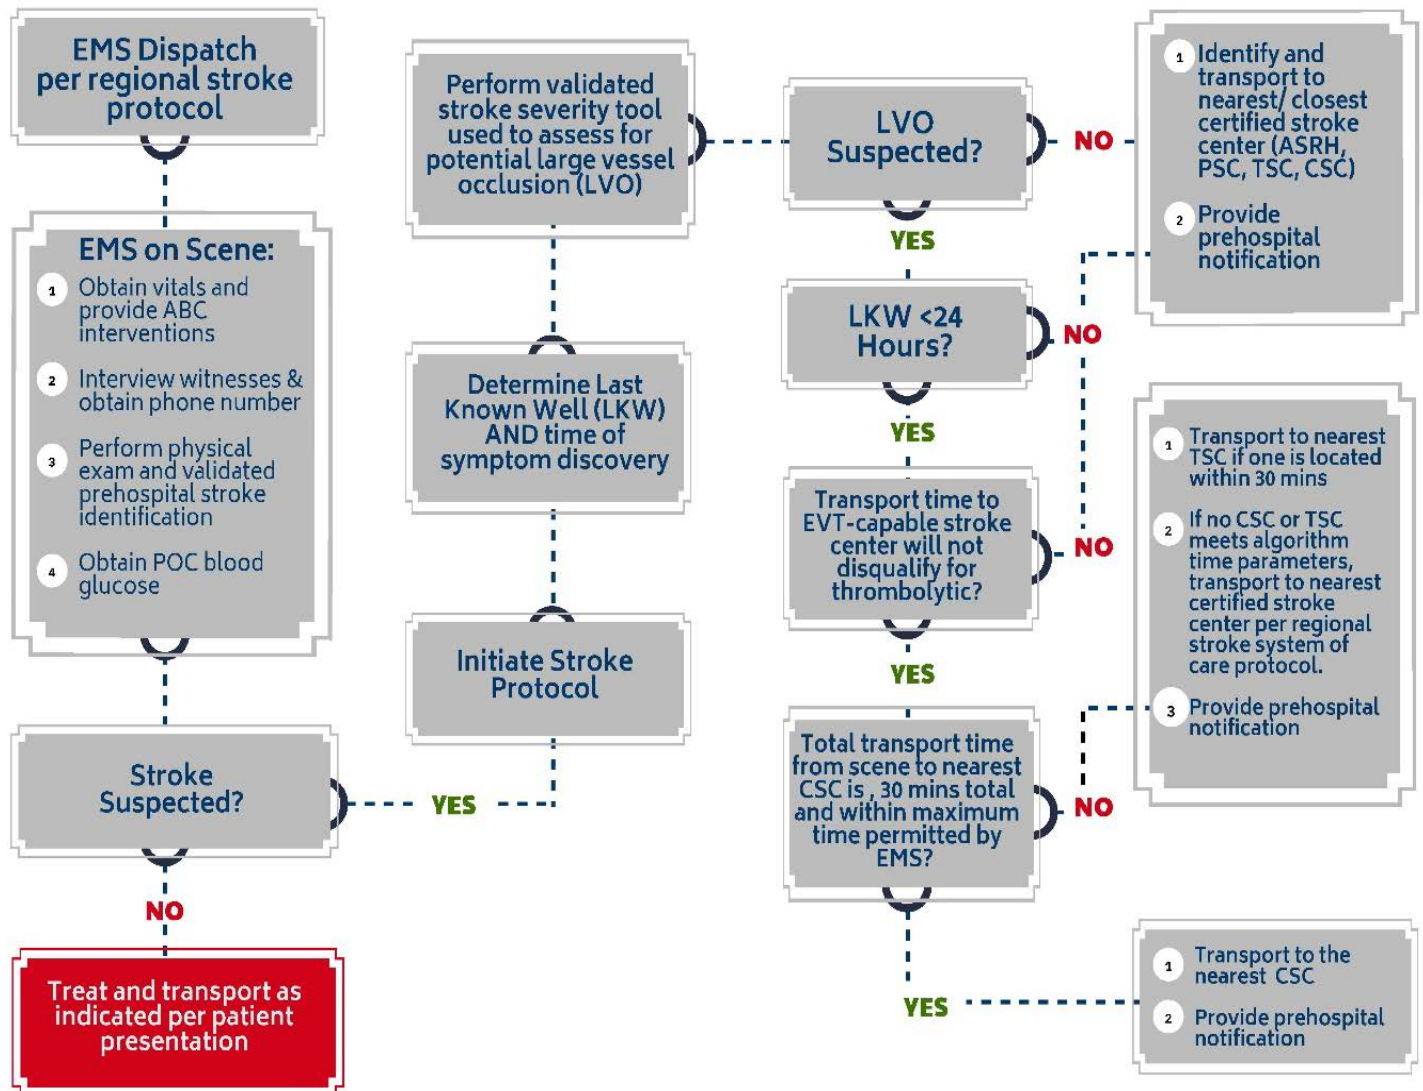 EMS Dispatch
per regional stroke
protocol
EMS on Scene:
1 Obtain vitals and
provide ABC
interventions
2 Interview witnesses &
obtain phone number
3 Perform physical
exam and validated
prehospital stroke
identification
4 Obtain POC blood
glucose
Stroke
Suspected?
NO
Treat and transport as
indicated per patient
presentation
YES
Initiate Stroke
Protocol
Determine Last
Known Well (LKW)
AND time of
symptom discovery
Perform validated
stroke severity tool
used to assess for
potential large vessel
occlusion (LVO)
LVO
Suspected?
NO
1 Identify and
transport to
nearest/ closest
certified stroke
center (ASRH,
PSC, TSC, CSC)
2 Provide
prehospital
notification
YES
LKW <24
Hours?
NO
YES
Transport time to
EVT-capable stroke
center will not
disqualify for
thrombolytic?
NO
YES
Total transport time
from scene to nearest
CSC is , 30 mins total
and within maximum
time permitted by
EMS?
NO
1 Transport to nearest
TSC if one is located
within 30 mins
2 If no CSC or TSC
meets algorithm
time parameters,
transport to nearest
certified stroke
center per regional
stroke system of
care protocol.
3 Provide prehospital
notification
YES
1 Transport to the
nearest CSC
2 Provide prehospital
notification